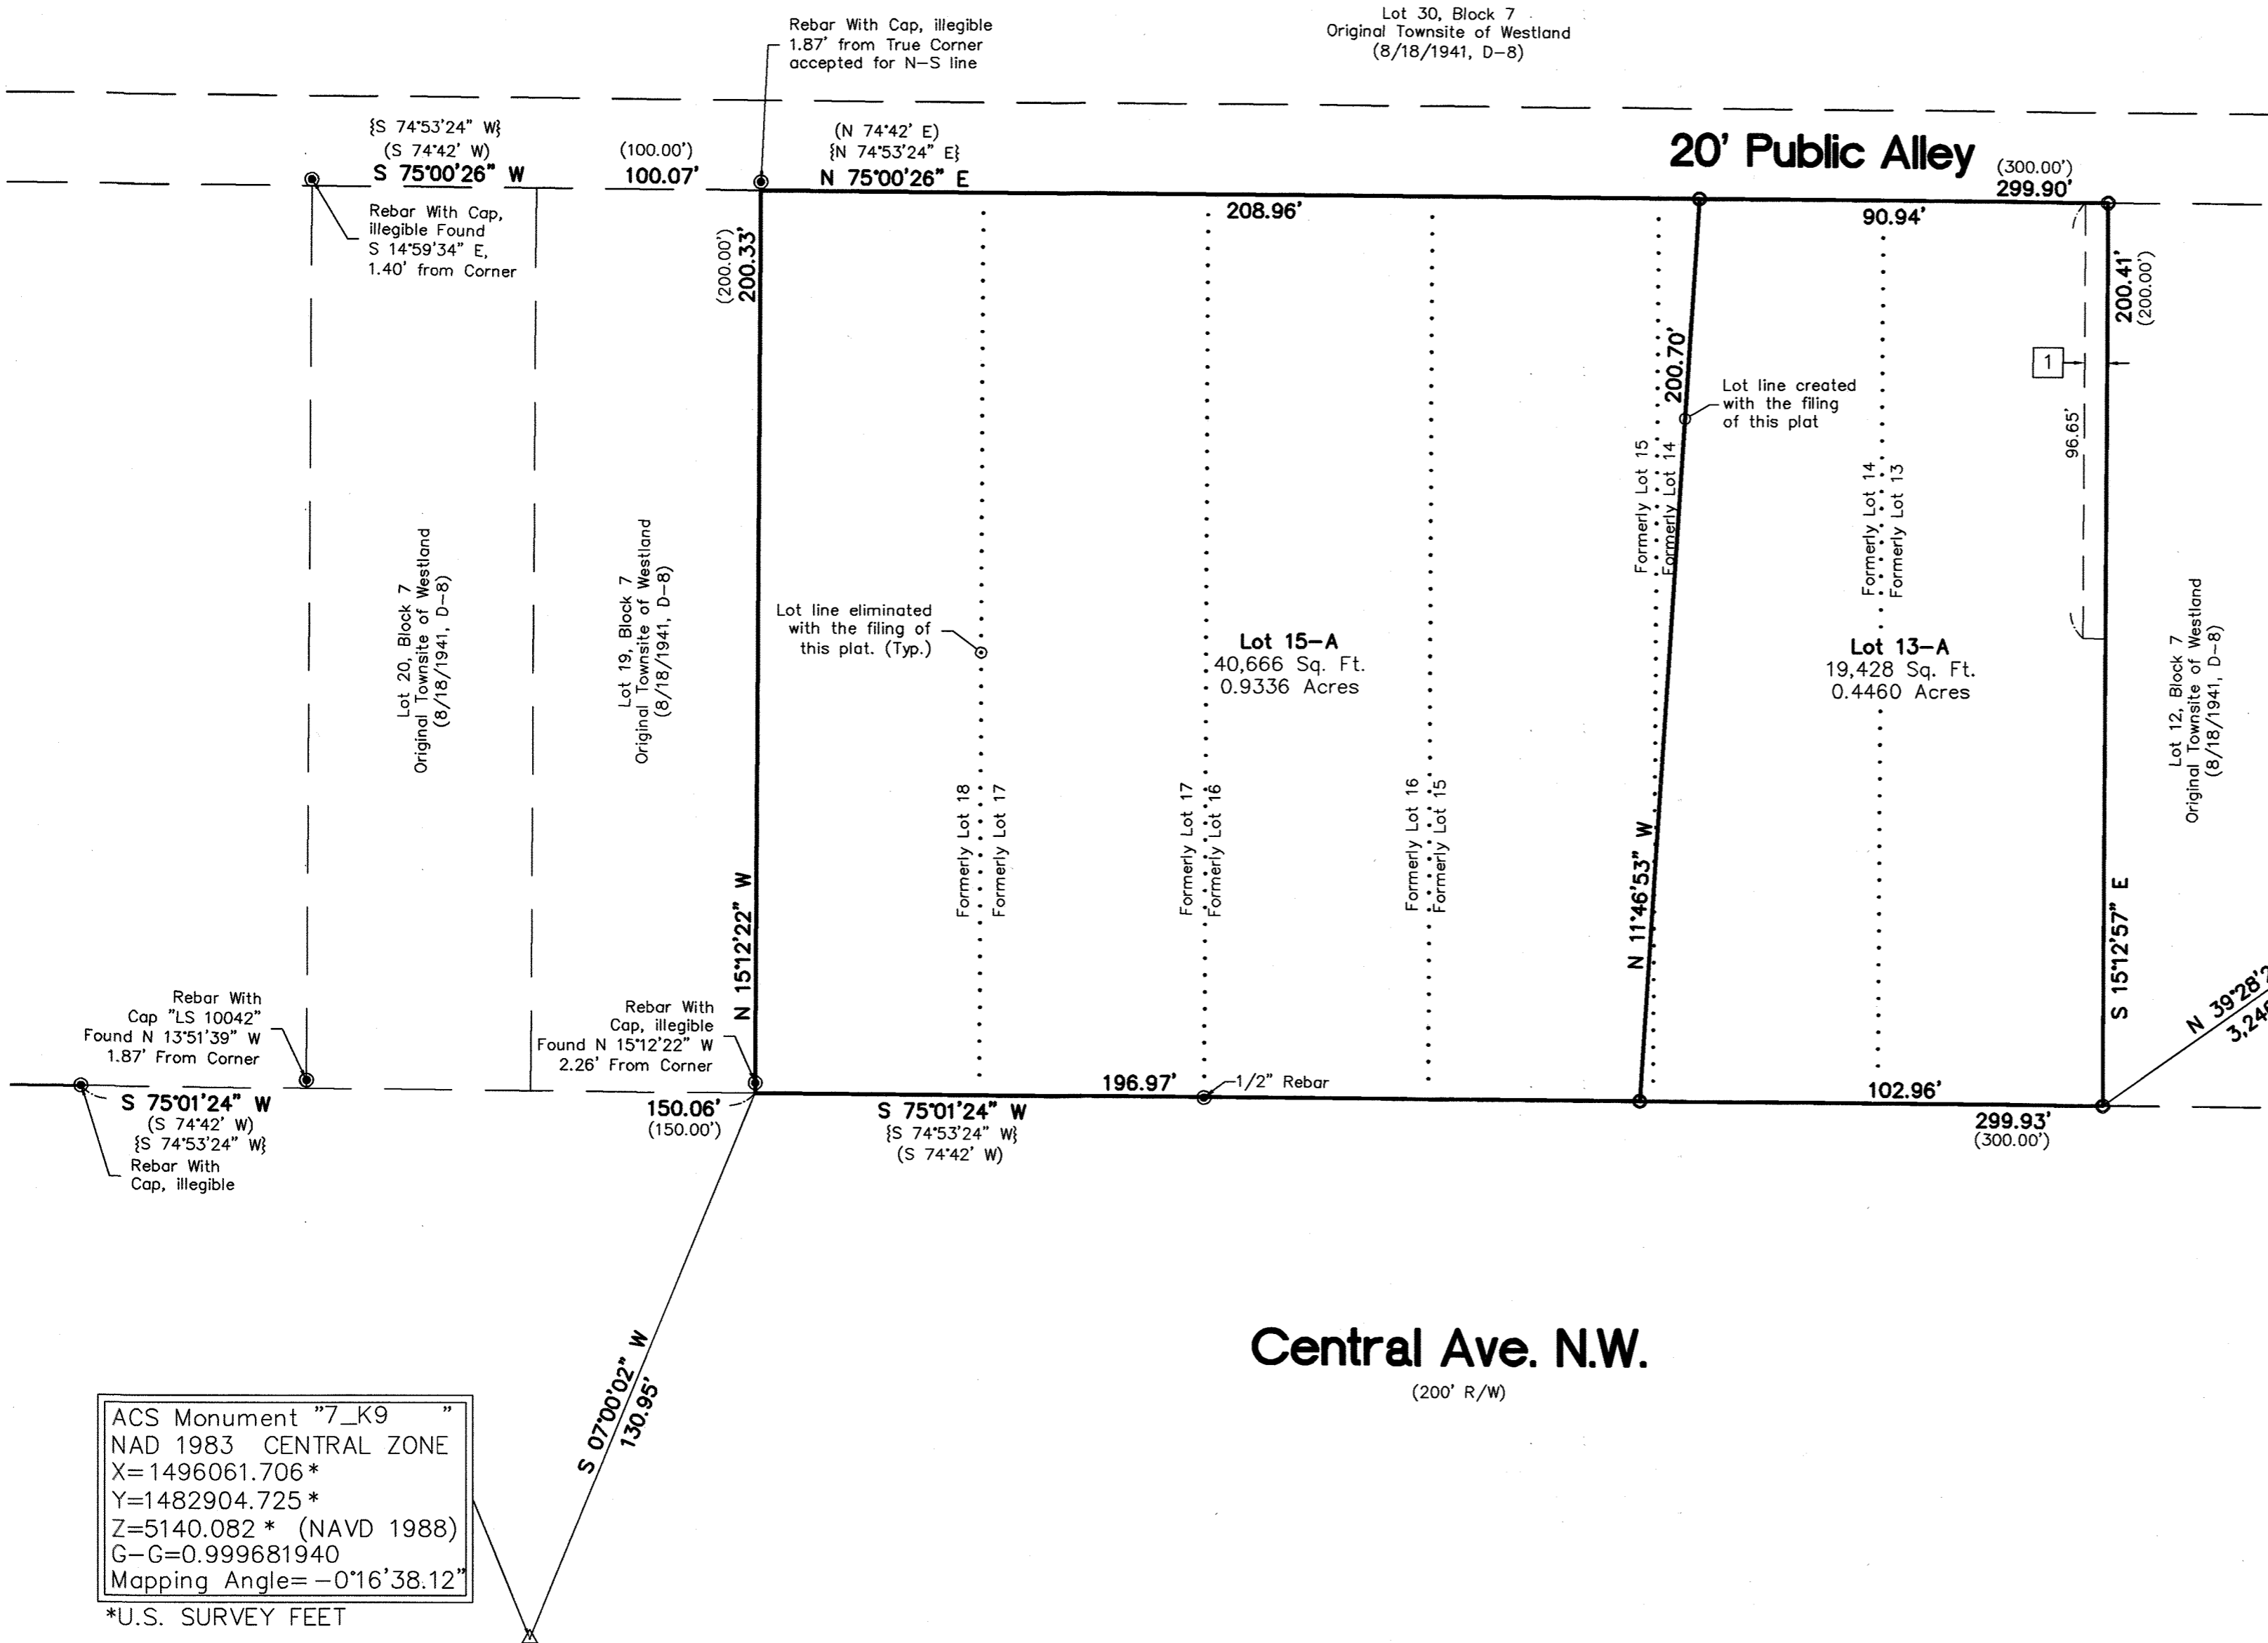 Lot 30, Block 7
Original Townsite of Westland
(8/18/1941, D-8)
Rebar With Cap, illegible
1.87' from True Corner
accepted for N-S line
{S 74°53'24" W}
(S 74°42' W)
S 75°00'26" W
(100.00')
100.07'
(N 74°42' E)
{N 74°53'24" E}
N 75°00'26" E
20' Public Alley
(300.00')
299.90'
208.96'
90.94'
Rebar With Cap,
illegible Found
S 14°59'34" E,
1.40' from Corner
(200.00')
200.33'
200.41'
(200.00')
1
96.65'
200.70'
Lot line created
with the filing
of this plat
Formerly Lot 15
Formerly Lot 14
Formerly Lot 14
Formerly Lot 13
Lot 20, Block 7
Original Townsite of Westland
(8/18/1941, D-8)
Lot 19, Block 7
Original Townsite of Westland
(8/18/1941, D-8)
Lot line eliminated
with the filing of
this plat. (Typ.)
Lot 15-A
40,666 Sq. Ft.
0.9336 Acres
Lot 13-A
19,428 Sq. Ft.
0.4460 Acres
Lot 12, Block 7
Original Townsite of Westland
(8/18/1941, D-8)
Formerly Lot 18
Formerly Lot 17
Formerly Lot 17
Formerly Lot 16
Formerly Lot 16
Formerly Lot 15
N 15°12'22" W
N 11°46'53" W
S 15°12'57" E
N 39°28'2
3,24
Rebar With
Cap "LS 10042"
Found N 13°51'39" W
1.87' From Corner
Rebar With
Cap, illegible
Found N 15°12'22" W
2.26' From Corner
196.97'
1/2" Rebar
102.96'
S 75°01'24" W
(S 74°42' W)
{S 74°53'24" W}
Rebar With
Cap, illegible
150.06'
(150.00')
S 75°01'24" W
{S 74°53'24" W}
(S 74°42' W)
299.93'
(300.00')
S 07°00'02" W
130.95'
Central Ave. N.W.
(200' R/W)
ACS Monument "7_K9 "
NAD 1983 CENTRAL ZONE
X=1496061.706*
Y=1482904.725*
Z=5140.082* (NAVD 1988)
G-G=0.999681940
Mapping Angle=-0°16'38.12"
*U.S. SURVEY FEET